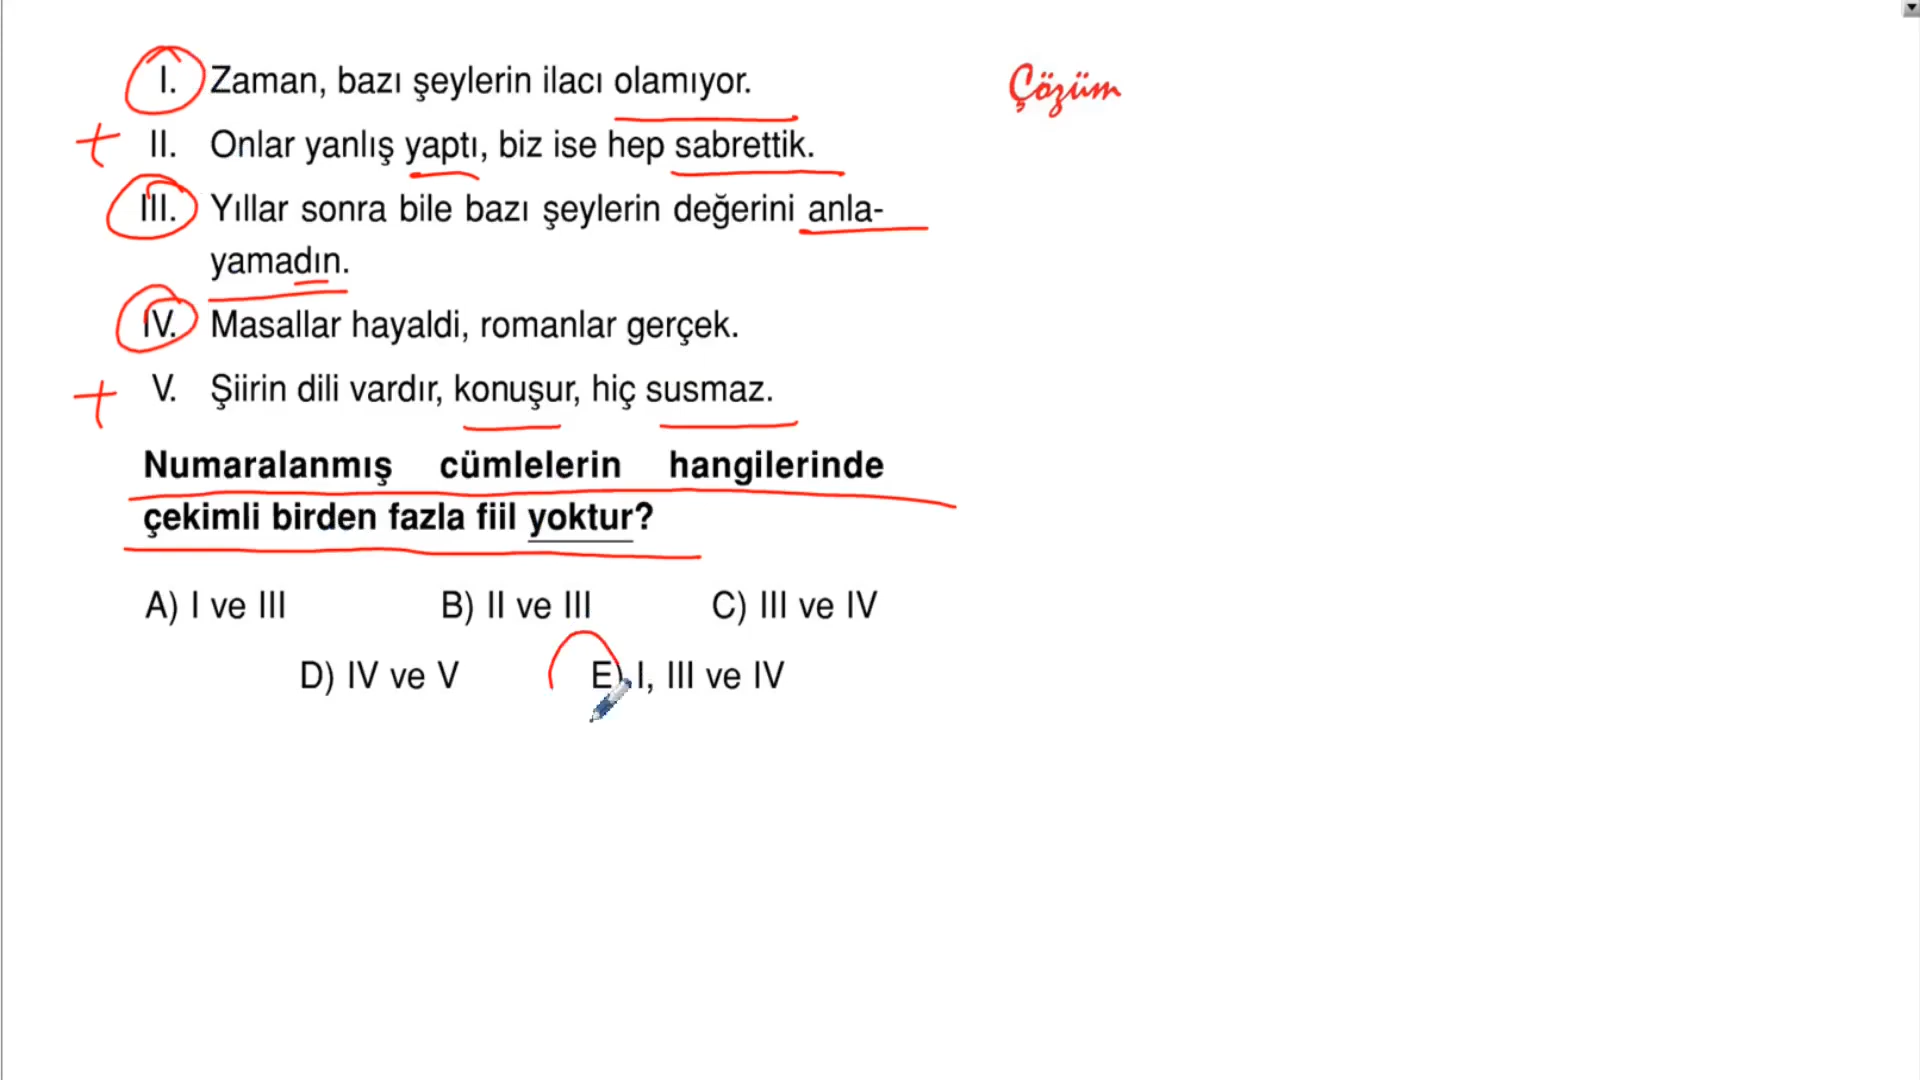 I. Zaman, bazı şeylerin ilacı olamıyor.
Çözüm
+ II. Onlar yanlış yaptı, biz ise hep sabrettik.
III. Yıllar sonra bile bazı şeylerin değerini anla-
yamadın.
IV. Masallar hayaldi, romanlar gerçek.
+ V. Şiirin dili vardır, konuşur, hiç susmaz.
Numaralanmış cümlelerin hangilerinde
çekimli birden fazla fiil yoktur?
A) I ve III B) II ve III C) III ve IV
D) IV ve V E) I, III ve IV